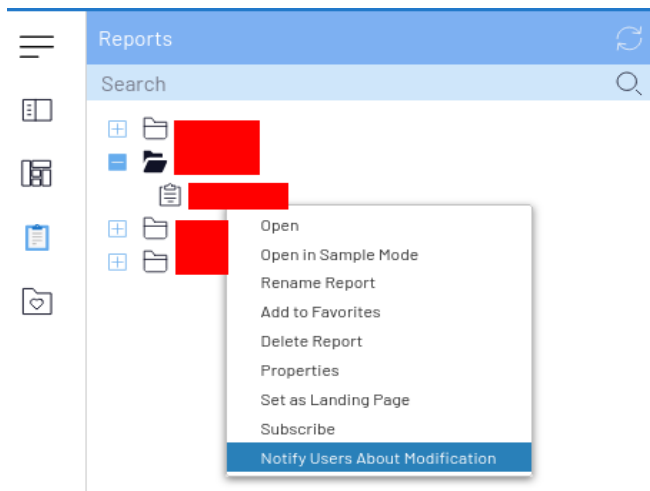 Reports
Search
Open
Open in Sample Mode
Rename Report
Add to Favorites
Delete Report
Properties
Set as Landing Page
Subscribe
Notify Users About Modification